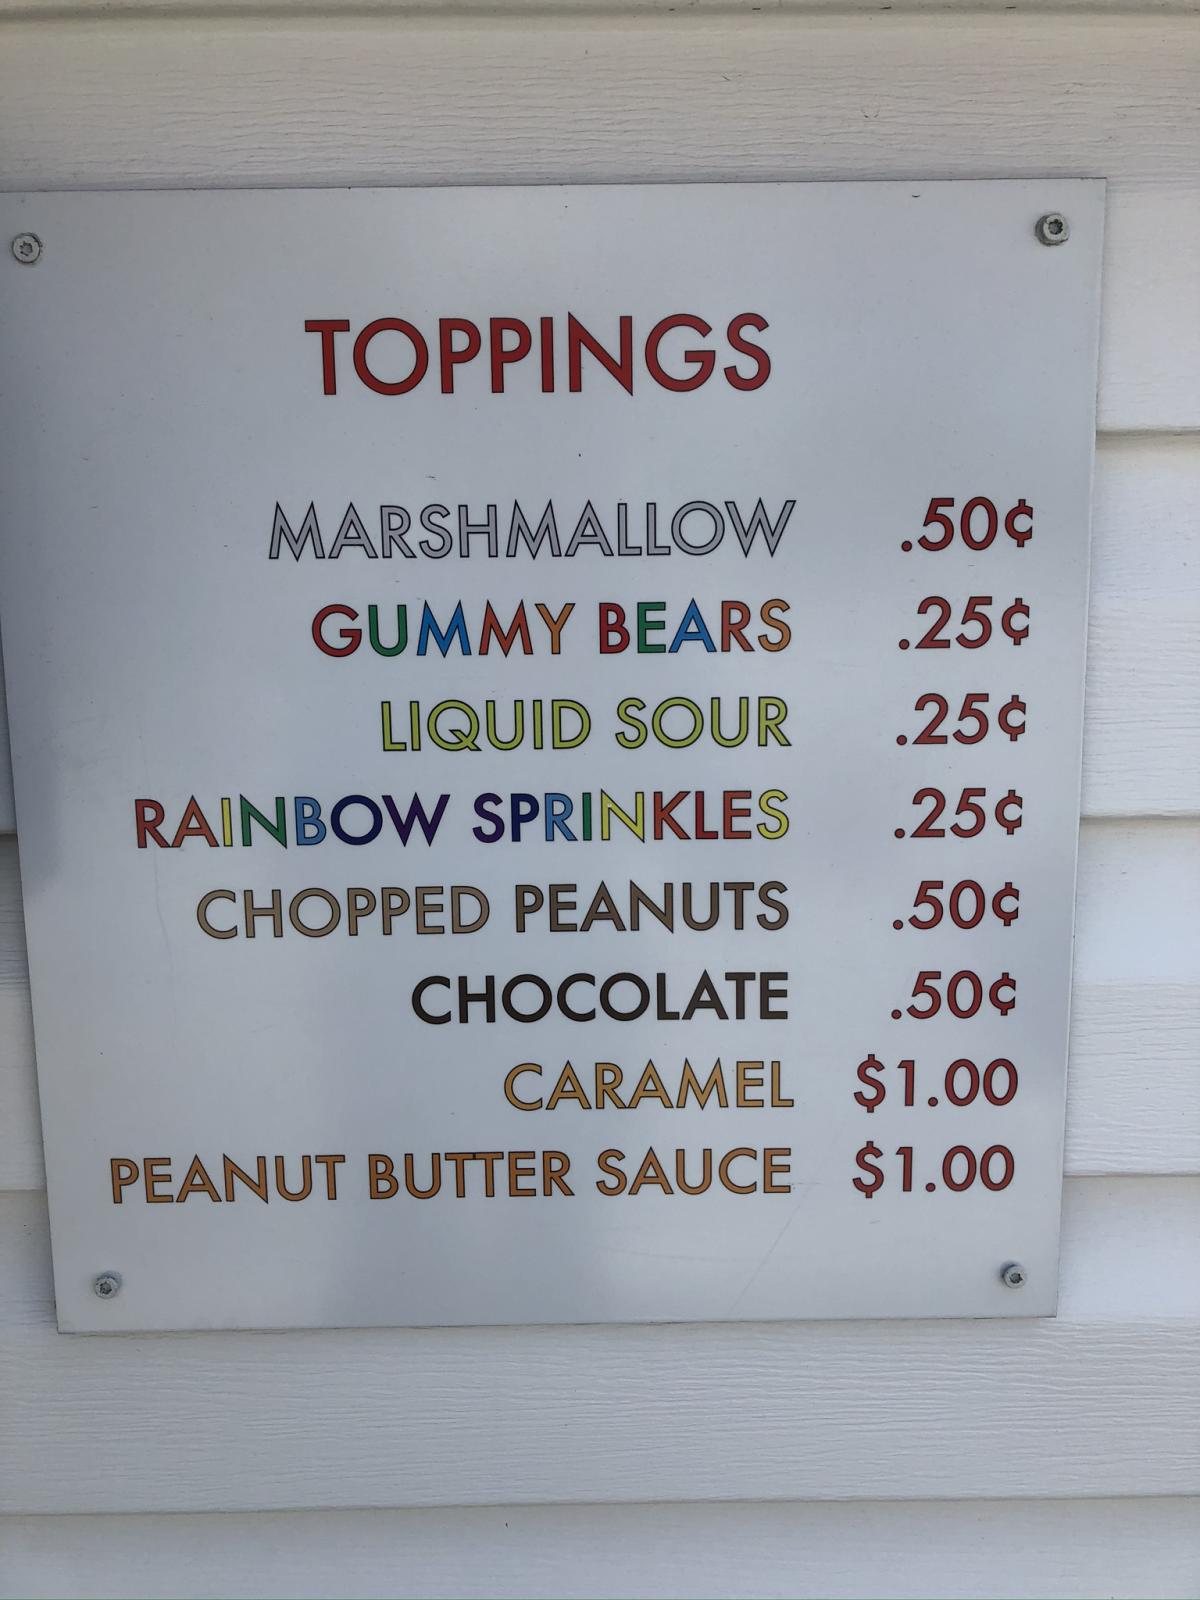 TOPPINGS
MARSHMALLOW .50¢
GUMMY BEARS .25¢
LIQUID SOUR .25¢
RAINBOW SPRINKLES .25¢
CHOPPED PEANUTS .50¢
CHOCOLATE .50¢
CARAMEL $1.00
PEANUT BUTTER SAUCE $1.00